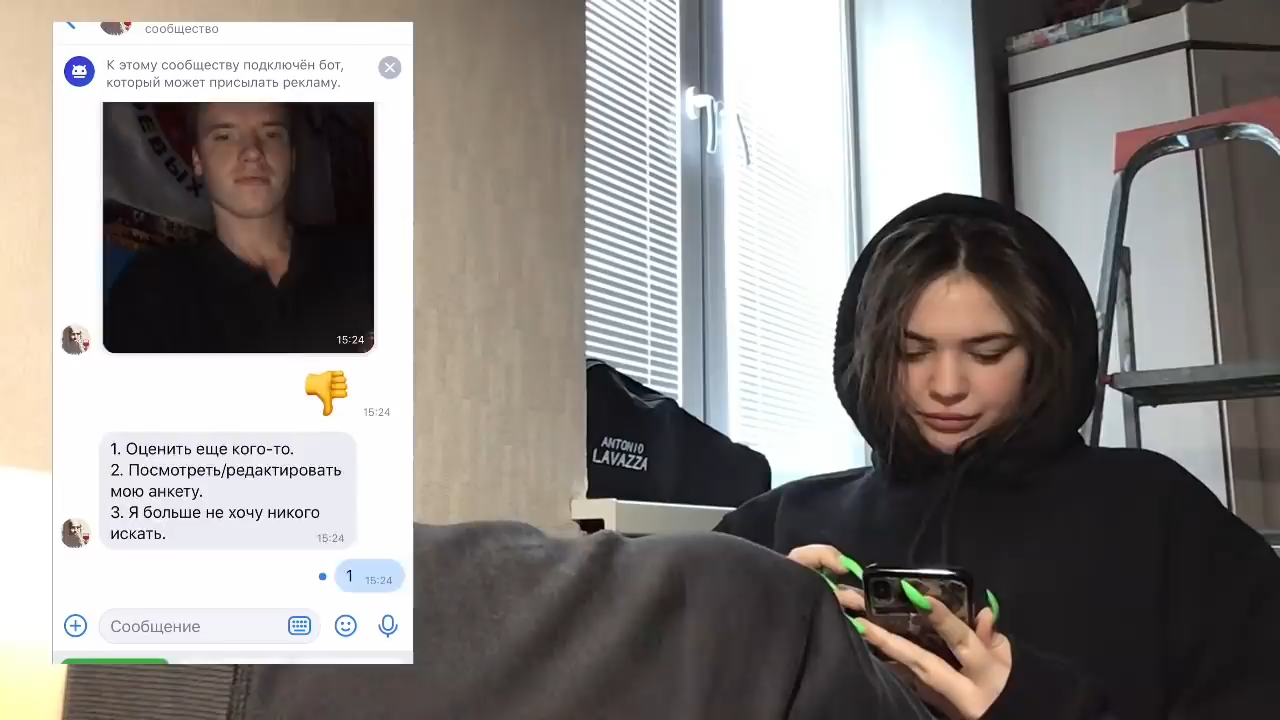 сообщество
К этому сообществу подключён бот,
который может присылать рекламу.
15:24
15:24
1. Оценить еще кого-то.
2. Посмотреть/редактировать
мою анкету.
3. Я больше не хочу никого
искать.
15:24
1 15:24
Сообщение
ANTONIO
LAVAZZA